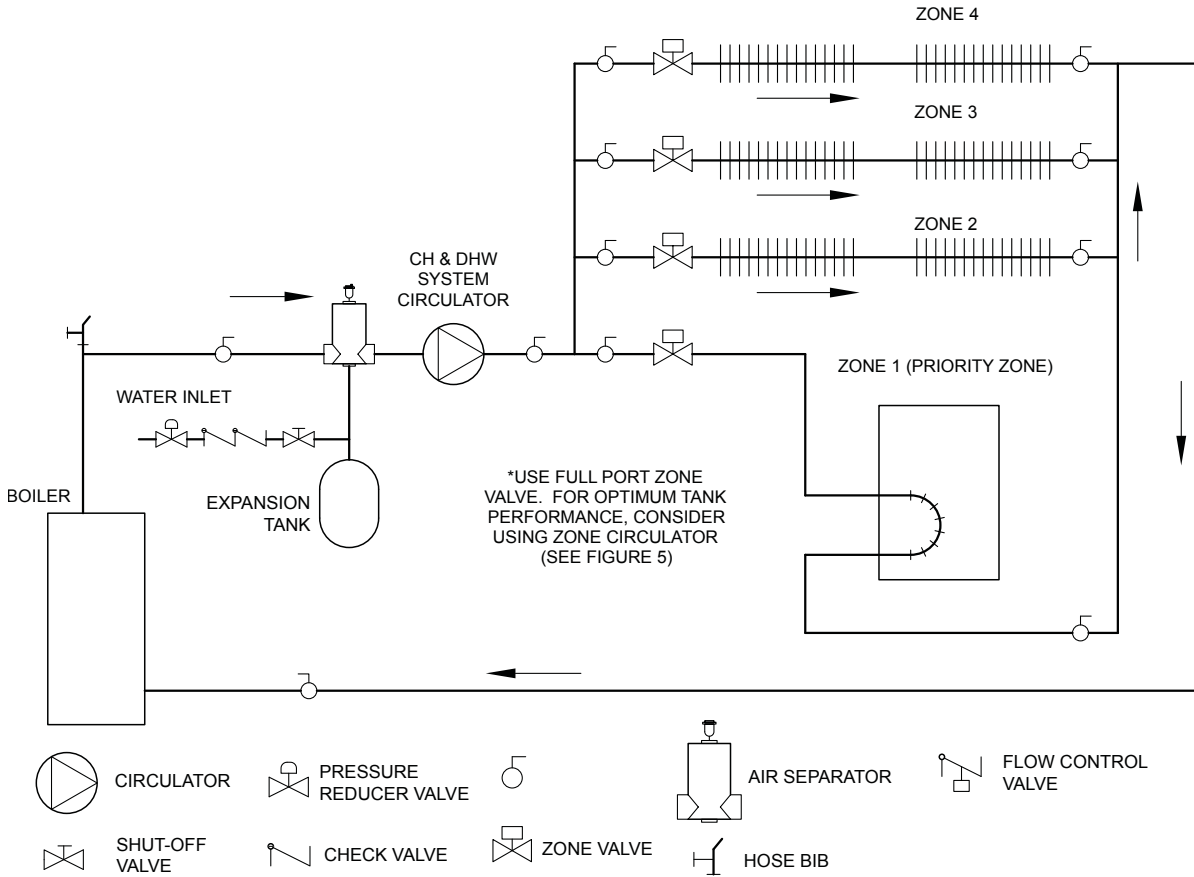 ZONE 4
ZONE 3
ZONE 2
CH & DHW
SYSTEM
CIRCULATOR
ZONE 1 (PRIORITY ZONE)
WATER INLET
BOILER
EXPANSION
TANK
*USE FULL PORT ZONE
VALVE. FOR OPTIMUM TANK
PERFORMANCE, CONSIDER
USING ZONE CIRCULATOR
(SEE FIGURE 5)
CIRCULATOR
PRESSURE
REDUCER VALVE
AIR SEPARATOR
FLOW CONTROL
VALVE
SHUT-OFF
VALVE
CHECK VALVE
ZONE VALVE
HOSE BIB